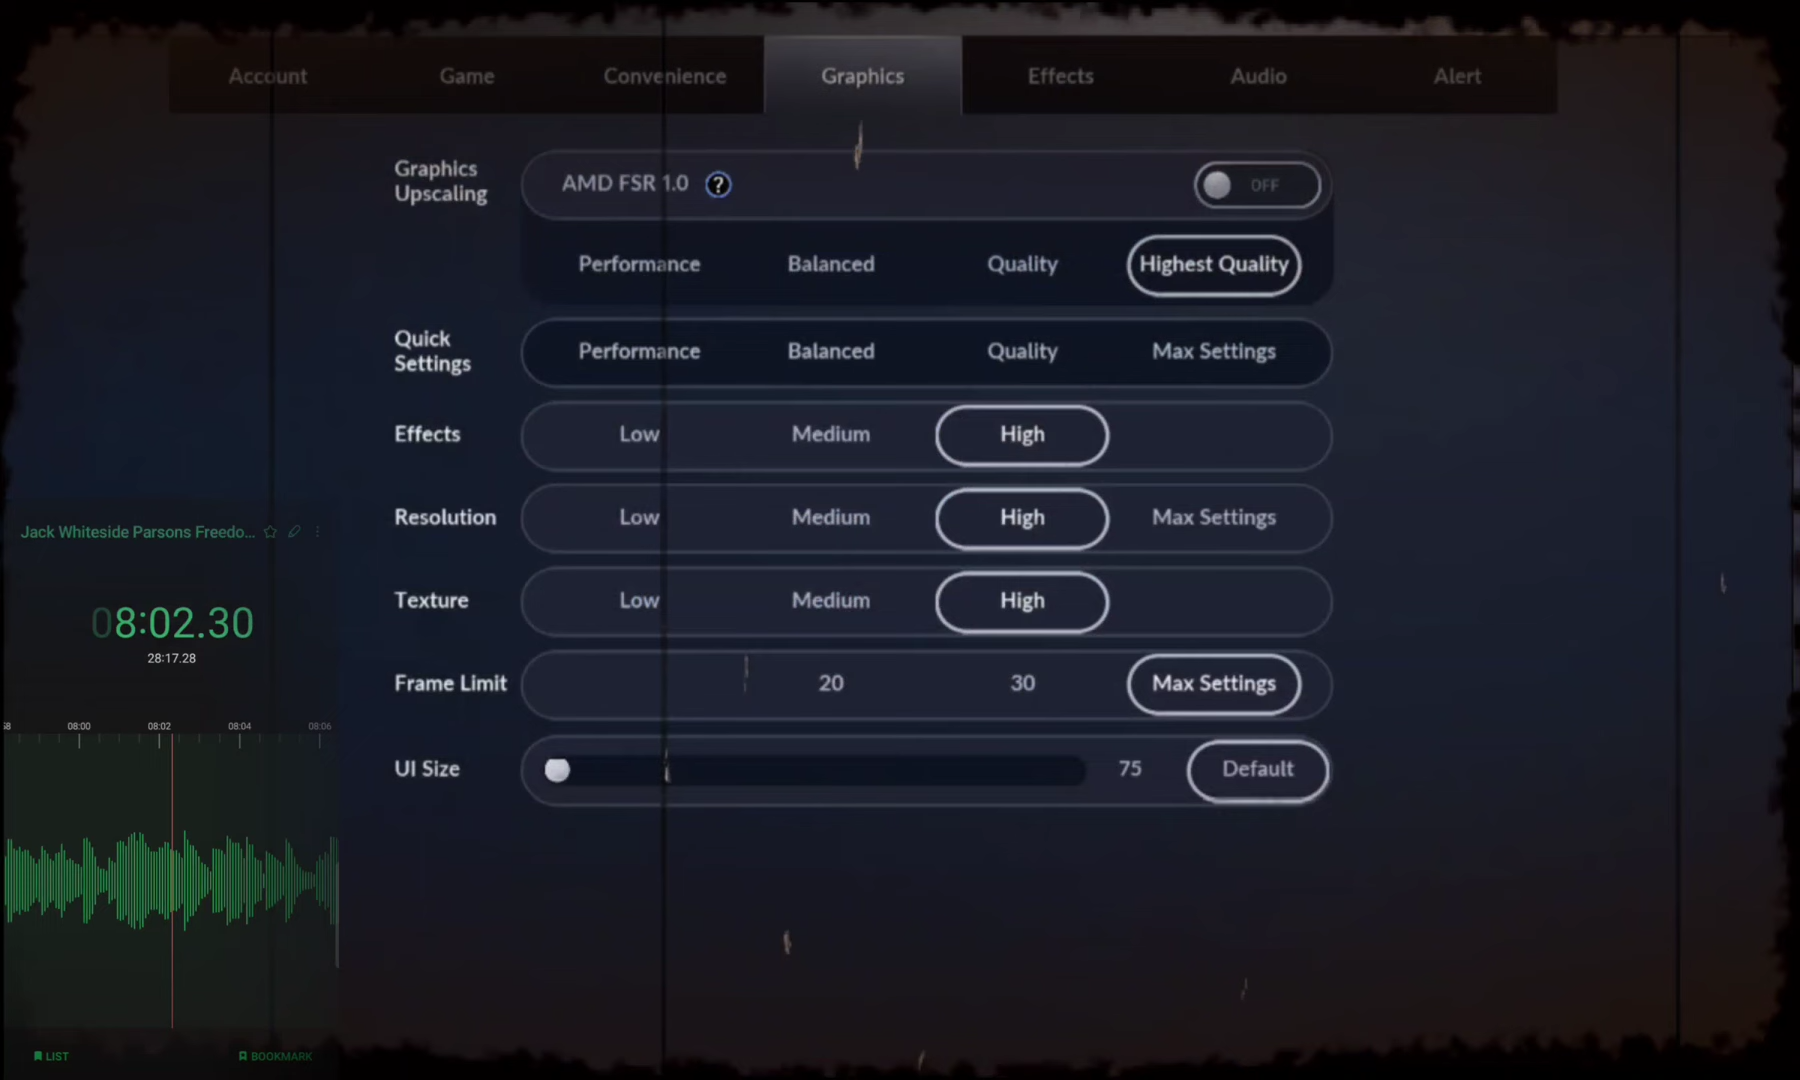 Account Game Convenience Graphics Effects Audio Alert
Graphics
Upscaling
AMD FSR 1.0 ? OFF
Performance Balanced Quality Highest Quality
Quick
Settings
Performance Balanced Quality Max Settings
Effects Low Medium High
Resolution Low Medium High Max Settings
Texture Low Medium High
Frame Limit 20 30 Max Settings
UI Size 75 Default
Jack Whiteside Parsons Freedo...
08:02.30
28:17.28
58 08:00 08:02 08:04 08:06
LIST BOOKMARK